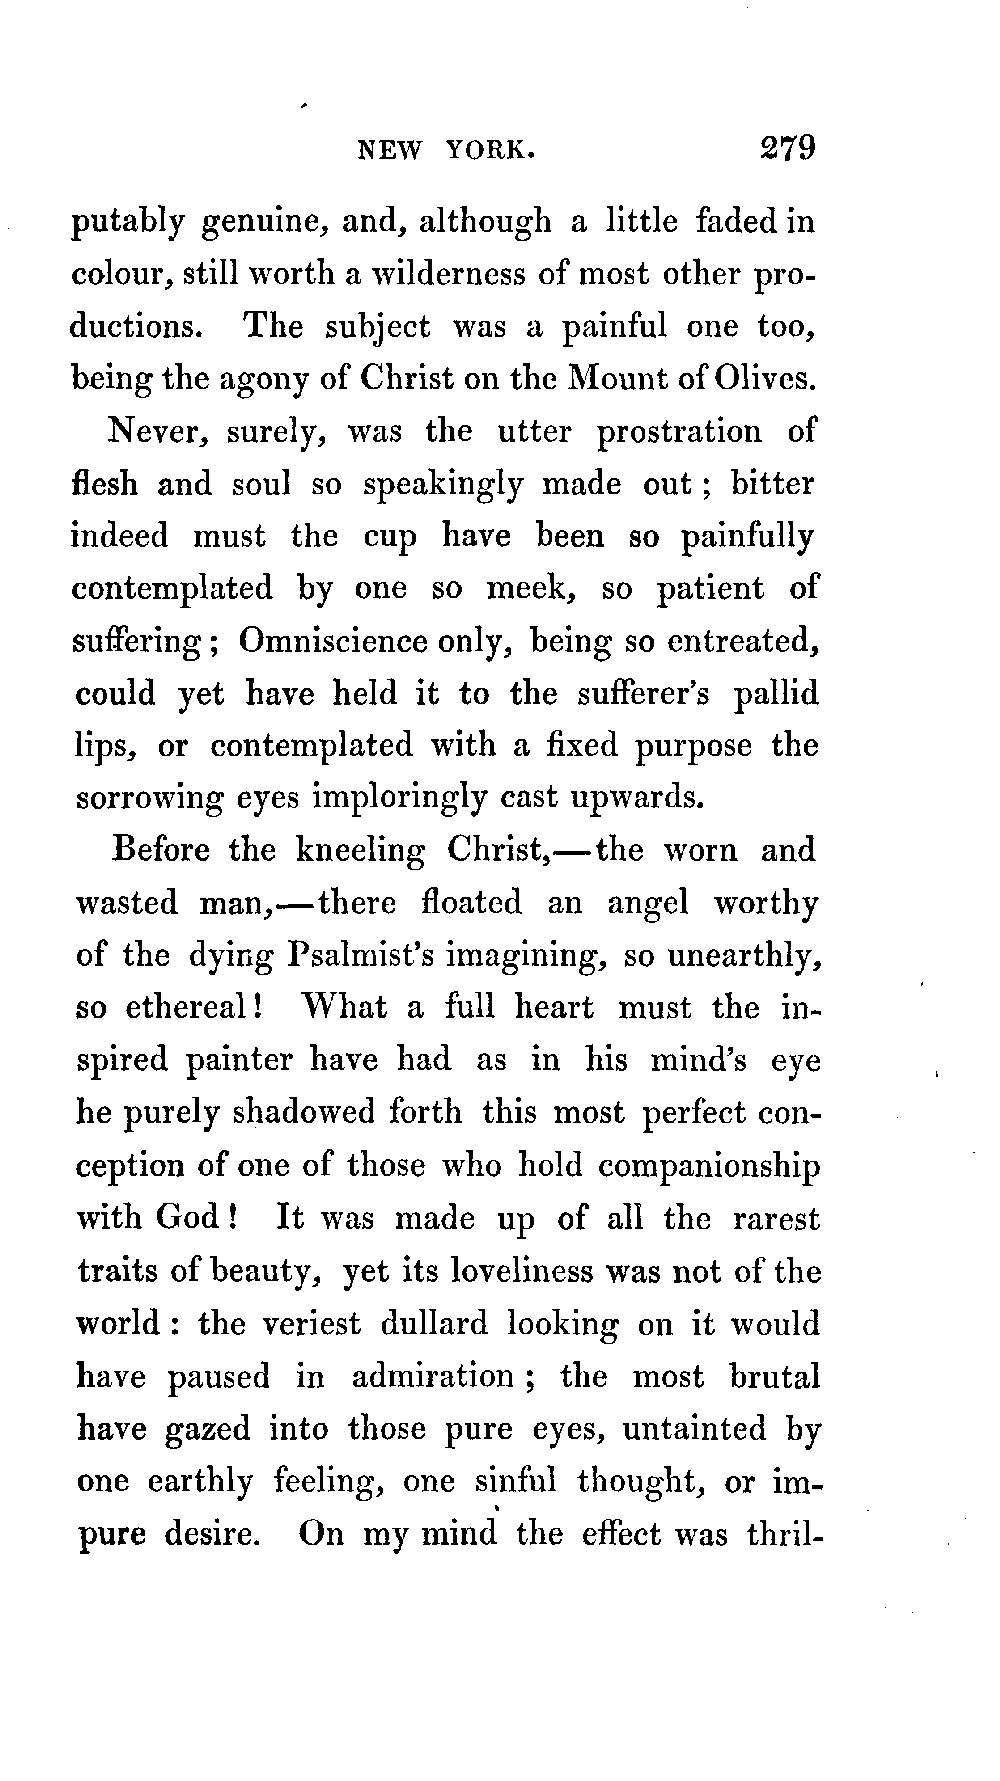 NEW YORK. 279
putably genuine, and, although a little faded in
colour, still worth a wilderness of most other pro-
ductions. The subject was a painful one too,
being the agony of Christ on the Mount of Olives.
Never, surely, was the utter prostration of
flesh and soul so speakingly made out ; bitter
indeed must the cup have been so painfully
contemplated by one so meek, so patient of
suffering ; Omniscience only, being so entreated,
could yet have held it to the sufferer's pallid
lips, or contemplated with a fixed purpose the
sorrowing eyes imploringly cast upwards.
Before the kneeling Christ,—the worn and
wasted man,—there floated an angel worthy
of the dying Psalmist's imagining, so unearthly,
so ethereal! What a full heart must the in-
spired painter have had as in his mind's eye
he purely shadowed forth this most perfect con-
ception of one of those who hold companionship
with God ! It was made up of all the rarest
traits of beauty, yet its loveliness was not of the
world : the veriest dullard looking on it would
have paused in admiration ; the most brutal
have gazed into those pure eyes, untainted by
one earthly feeling, one sinful thought, or im-
pure desire. On my mind the effect was thril-